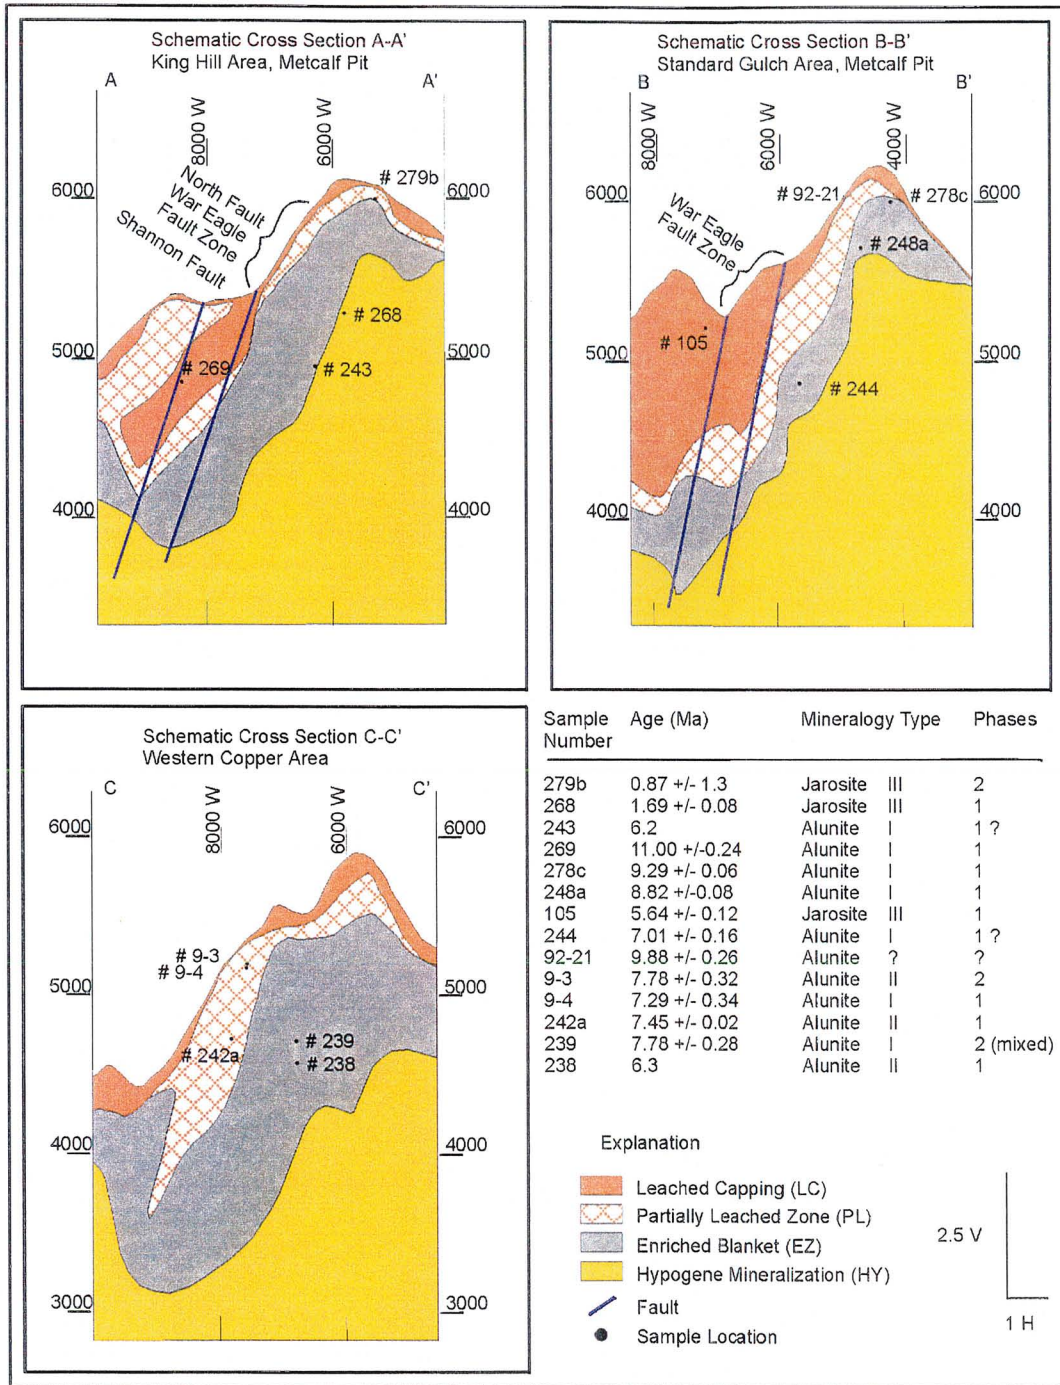 Schematic Cross Section A-A'
King Hill Area, Metcalf Pit
A
A'
8000 W
6000 W
North Fault
War Eagle
Fault Zone
Shannon Fault
# 279b
6000
6000
# 268
5000
# 269
# 243
5000
4000
4000
Schematic Cross Section B-B'
Standard Gulch Area, Metcalf Pit
B
B'
8000 W
6000 W
4000 W
War Eagle
Fault Zone
6000
# 92-21
# 278c
6000
# 248a
# 105
5000
5000
# 244
4000
4000
Schematic Cross Section C-C'
Western Copper Area
C
C'
8000 W
6000 W
6000
6000
# 9-3
# 9-4
5000
5000
# 242a
# 239
# 238
4000
4000
3000
3000
Sample Number Age (Ma) Mineralogy Type Phases
279b 0.87 +/- 1.3 Jarosite III 2
268 1.69 +/- 0.08 Jarosite III 1
243 6.2 Alunite I 1 ?
269 11.00 +/-0.24 Alunite I 1
278c 9.29 +/- 0.06 Alunite I 1
248a 8.82 +/-0.08 Alunite I 1
105 5.64 +/- 0.12 Jarosite III 1
244 7.01 +/- 0.16 Alunite I 1 ?
92-21 9.88 +/- 0.26 Alunite ? ?
9-3 7.78 +/- 0.32 Alunite II 2
9-4 7.29 +/- 0.34 Alunite I 1
242a 7.45 +/- 0.02 Alunite II 1
239 7.78 +/- 0.28 Alunite I 2 (mixed)
238 6.3 Alunite II 1
Explanation
Leached Capping (LC)
Partially Leached Zone (PL)
Enriched Blanket (EZ)
Hypogene Mineralization (HY)
Fault
Sample Location
2.5 V
1 H